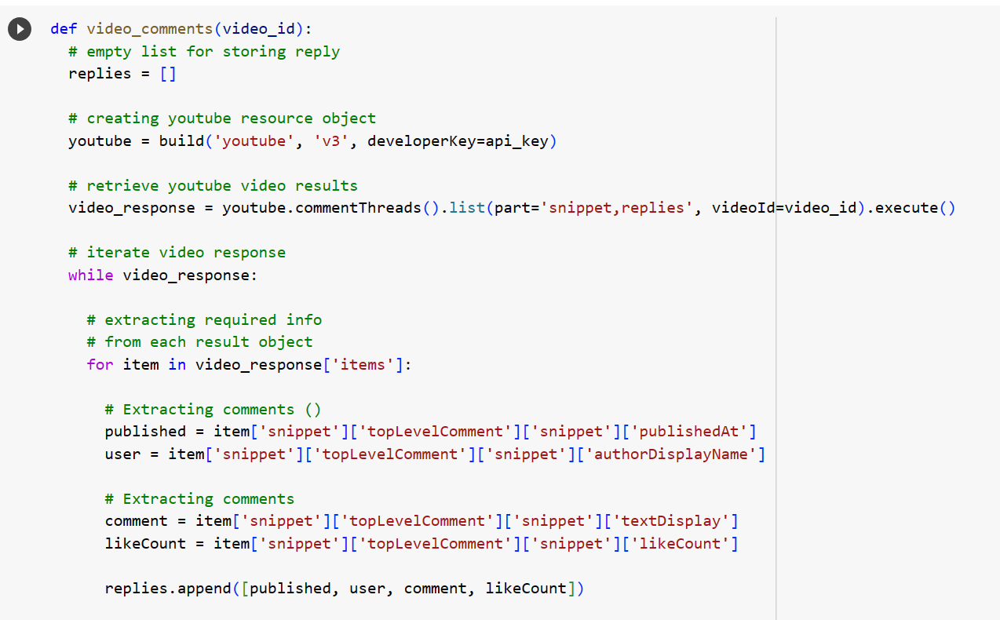 def video_comments(video_id):
# empty list for storing reply
replies = []
# creating youtube resource object
youtube = build('youtube', 'v3', developerKey=api_key)
# retrieve youtube video results
video_response = youtube.commentThreads().list(part='snippet,replies', videoId=video_id).execute()
# iterate video response
while video_response:
# extracting required info
# from each result object
for item in video_response['items']:
# Extracting comments ()
published = item['snippet']['topLevelComment']['snippet']['publishedAt']
user = item['snippet']['topLevelComment']['snippet']['authorDisplayName']
# Extracting comments
comment = item['snippet']['topLevelComment']['snippet']['textDisplay']
likeCount = item['snippet']['topLevelComment']['snippet']['likeCount']
replies.append([published, user, comment, likeCount])